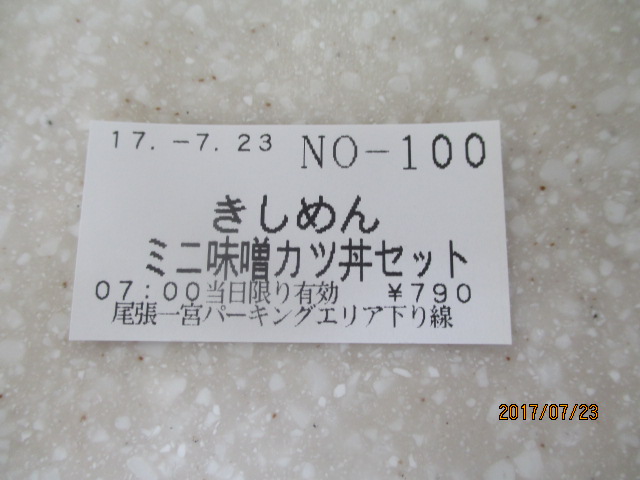 17.-7.23 NO-100
きしめん
ミニ味噌カツ丼セット
07:00当日限り有効 ¥790
尾張一宮パーキングエリア下り線
2017/07/23